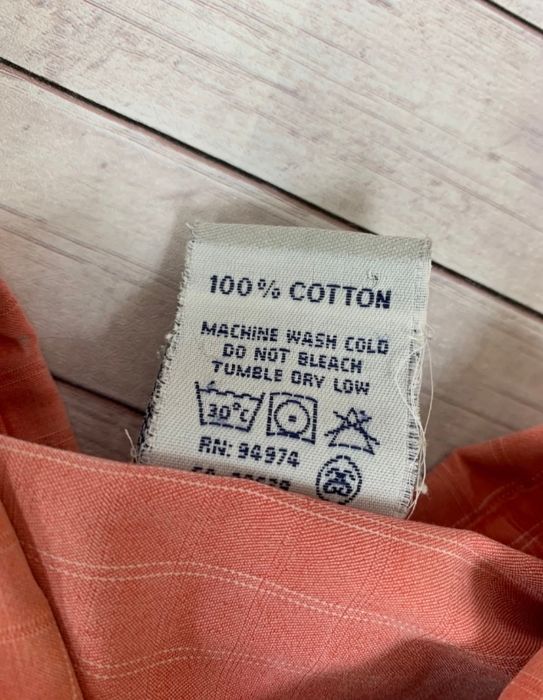 100% COTTON
MACHINE WASH COLD
DO NOT BLEACH
TUMBLE DRY LOW
30°C
RN: 94974